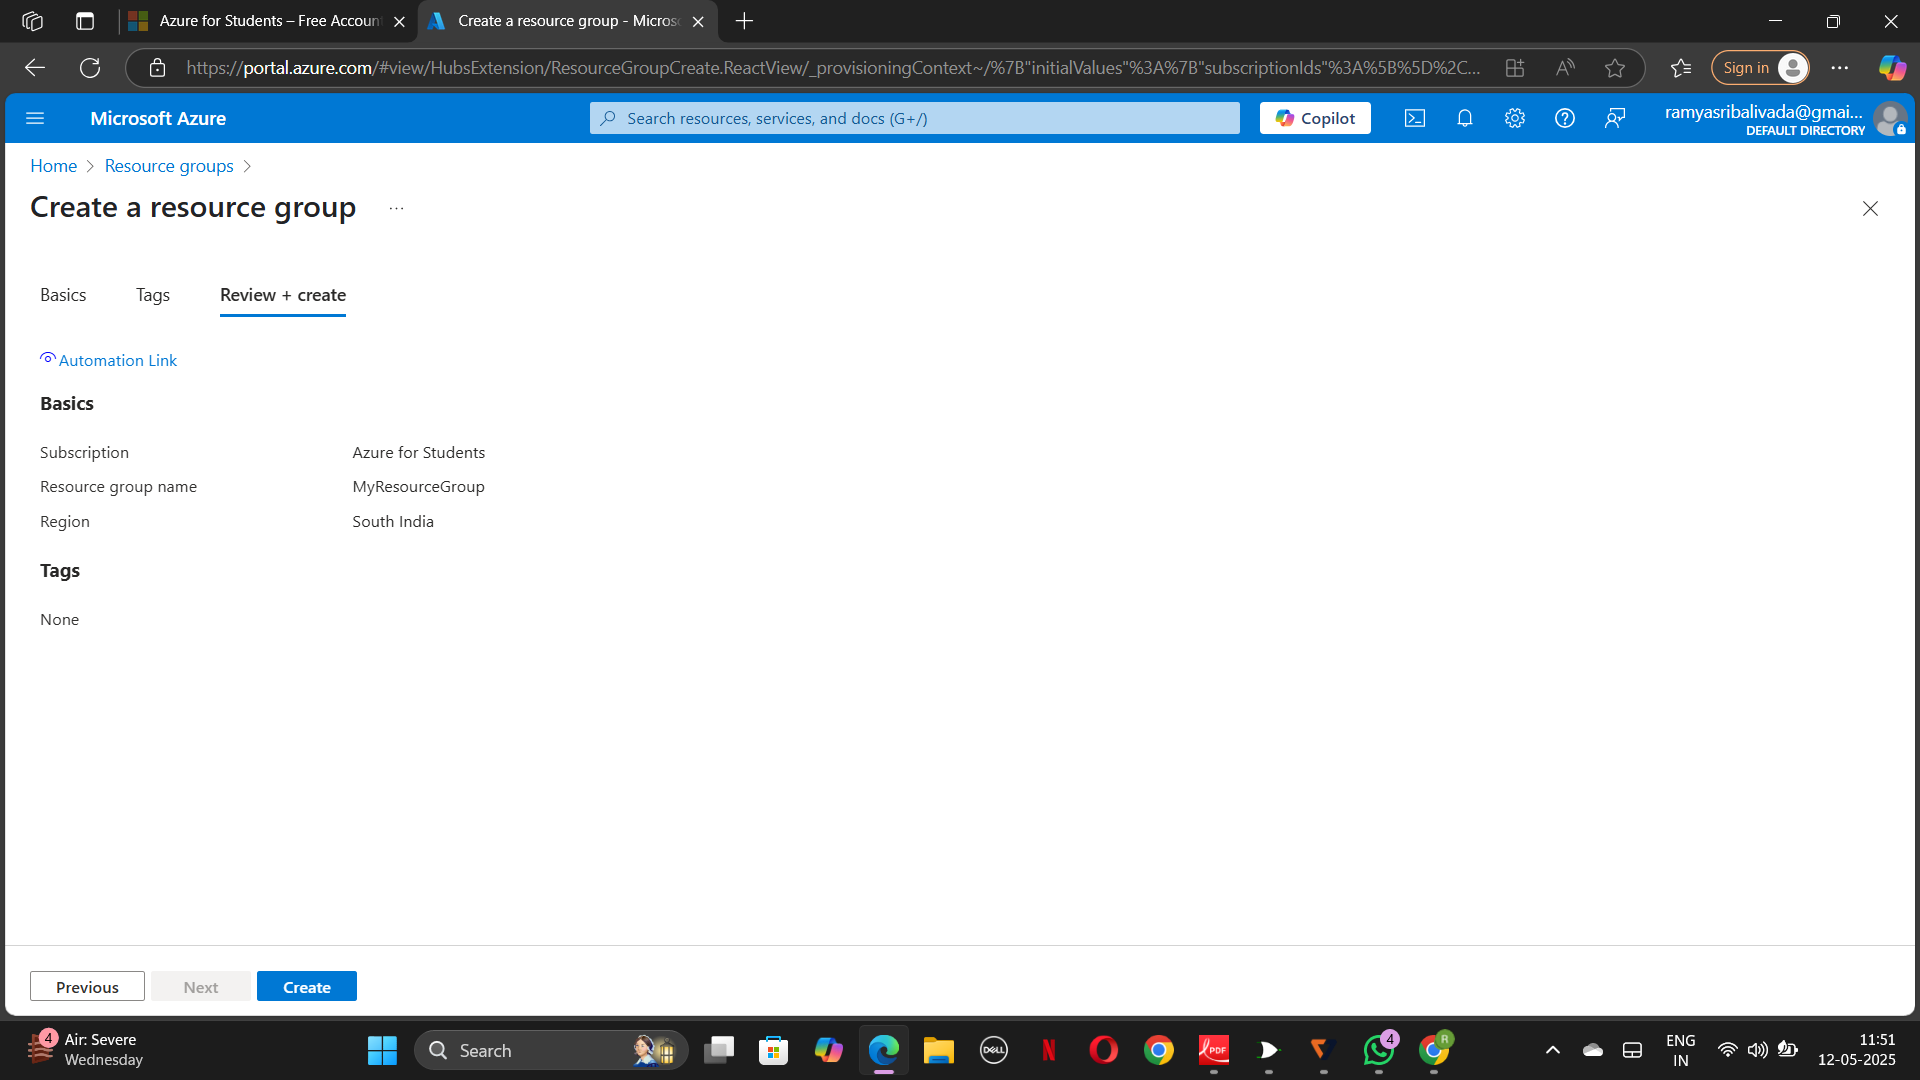 Azure for Students – Free Accoun
Create a resource group - Micros
https://portal.azure.com/#view/HubsExtension/ResourceGroupCreate.ReactView/_provisioningContext~/%7B"initialValues"%3A%7B"subscriptionIds"%3A%5B%5D%2C...
Sign in
Microsoft Azure
Search resources, services, and docs (G+/)
Copilot
ramyasribalivada@gmai...
DEFAULT DIRECTORY
Home
Resource groups
Create a resource group
Basics
Tags
Review + create
Automation Link
Basics
Subscription Azure for Students
Resource group name MyResourceGroup
Region South India
Tags
None
Previous
Next
Create
4
Air: Severe
Wednesday
Search
DELL
N
PDF
4
R
ENG
IN
11:51
12-05-2025